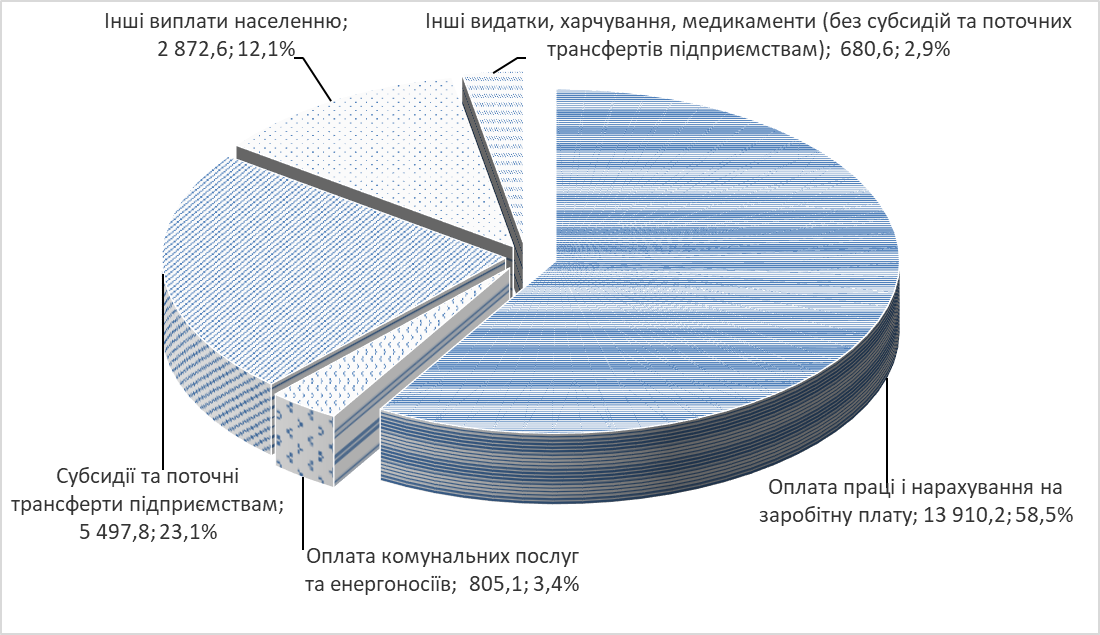 Інші виплати населенню;
2 872,6; 12,1%
Інші видатки, харчування, медикаменти (без субсидій та поточних
трансфертів підприємствам); 680,6; 2,9%
Субсидії та поточні
трансферти підприємствам;
5 497,8; 23,1%
Оплата праці і нарахування на
заробітну плату; 13 910,2; 58,5%
Оплата комунальних послуг
та енергоносіїв; 805,1; 3,4%